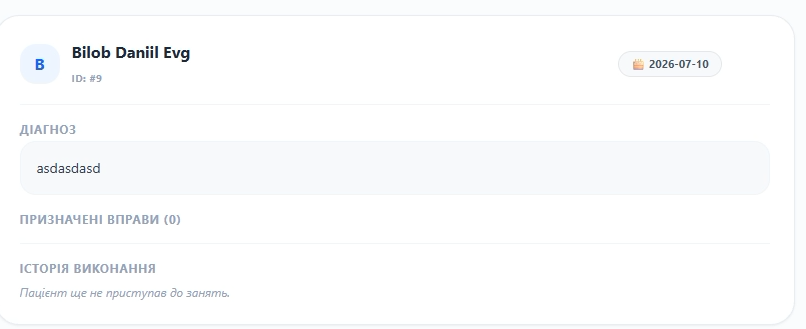 B
Bilob Daniil Evg
ID: #9
2026-07-10
ДІАГНОЗ
asdasdasd
ПРИЗНАЧЕНІ ВПРАВИ (0)
ІСТОРІЯ ВИКОНАННЯ
Пацієнт ще не приступав до занять.